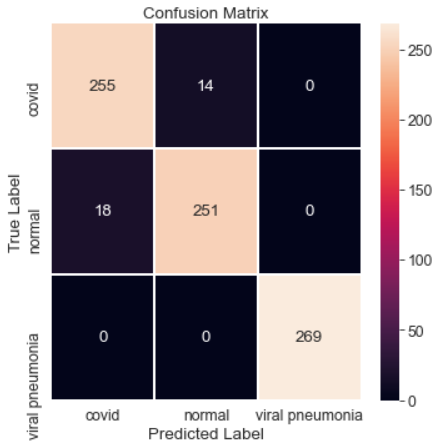 Confusion Matrix
covid
255 14 0
normal
18 251 0
viral pneumonia
0 0 269
True Label
covid normal viral pneumonia
Predicted Label
250
200
150
100
50
0